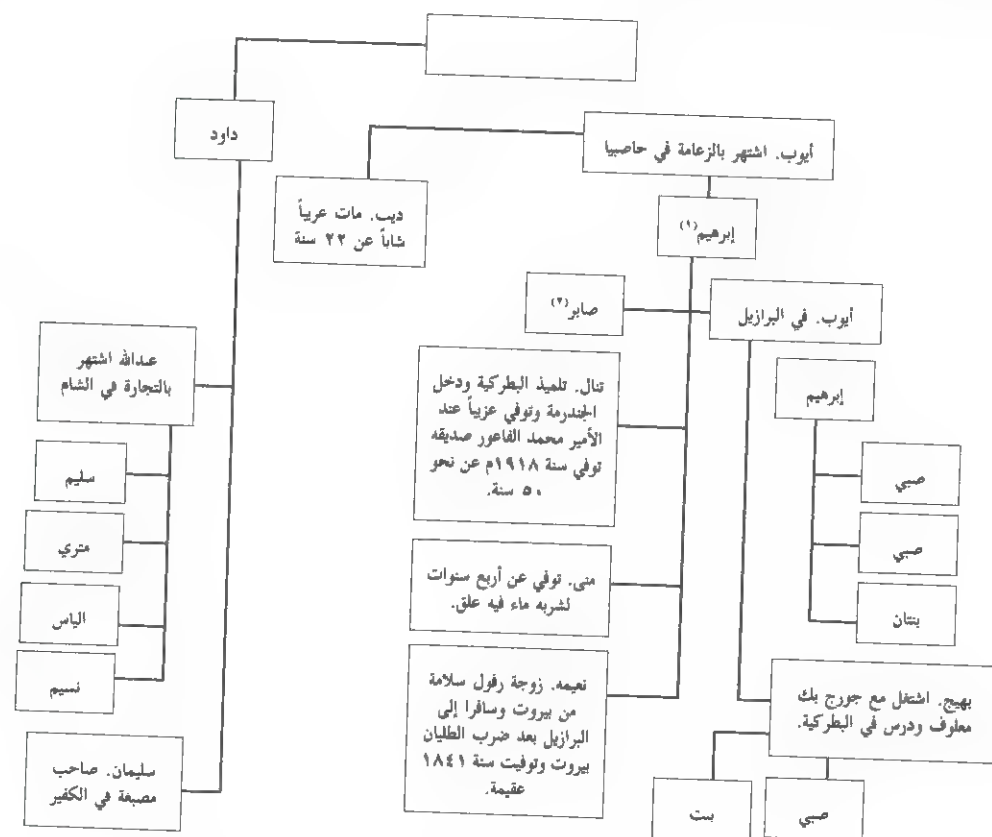 داود
أيوب. اشتهر بالزعامة في حاصبيا
ديب. مات عزيباً
شاباً عن ٢٢ سنة
إبرهيم(١)
صابر(٢)
أيوب. في البرازيل
عبدالله اشتهر
بالتجارة في الشام
تنال. تلميذ البطركية ودخل
الجندرمة وتوفي عزيباً عند
الأمير محمد الفاعور صديقه
توفي سنة ١٩١٨م عن نحو
٥٠ سنة.
إبرهيم
سليم
صبي
متري
صبي
متى. توفي عن أربع سنوات
لشربه ماء فيه علق.
الياس
بنتان
نسيم
نعيمه. زوجة رفول سلامة
من بيروت وسافرا إلى
البرازيل بعد ضرب الطليان
بيروت وتوفيت سنة ١٨٤١
عقيمة.
بهيج. اشتغل مع جورج بك
معلوف ودرس في البطركية.
سليمان. صاحب
مصبغة في الكفير
صبي
بنت